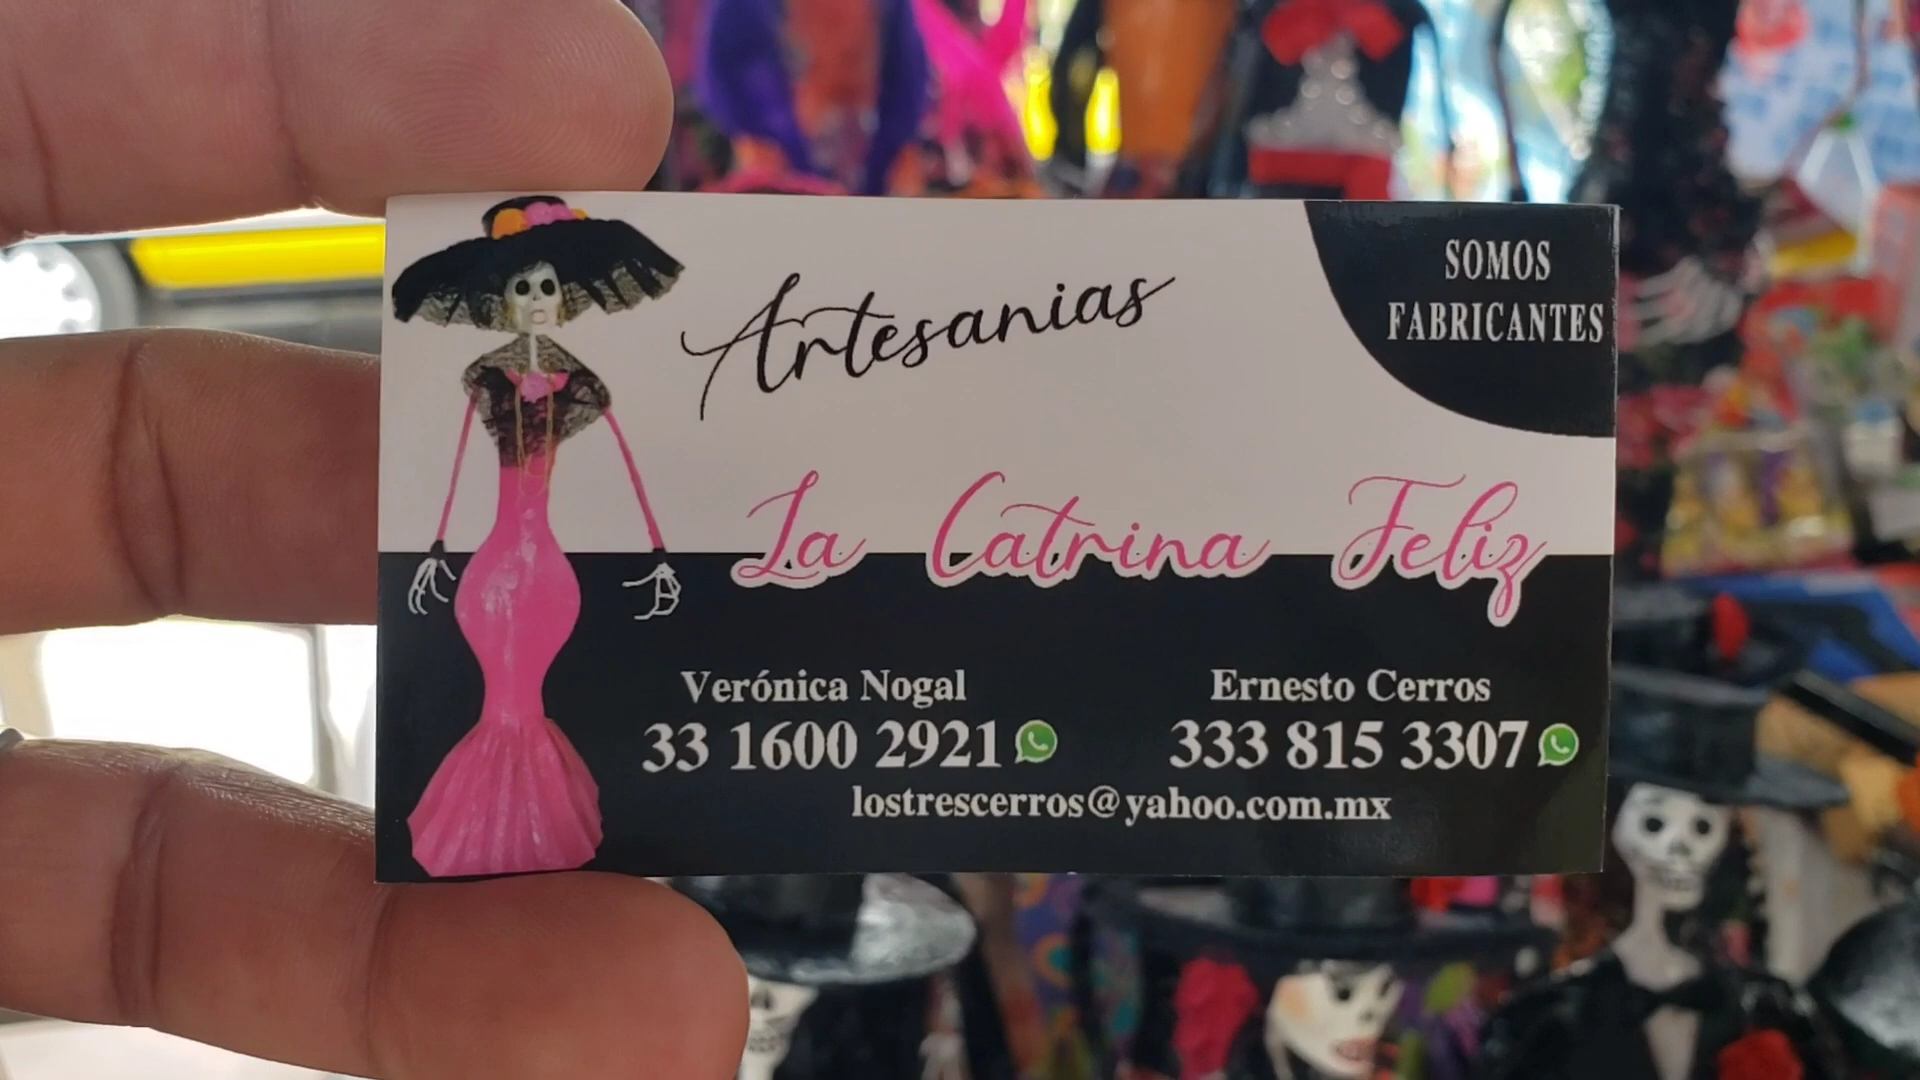 Artesanias
SOMOS
FABRICANTES
La Catrina Feliz
Verónica Nogal
33 1600 2921
Ernesto Cerros
333 815 3307
lostrescerros@yahoo.com.mx